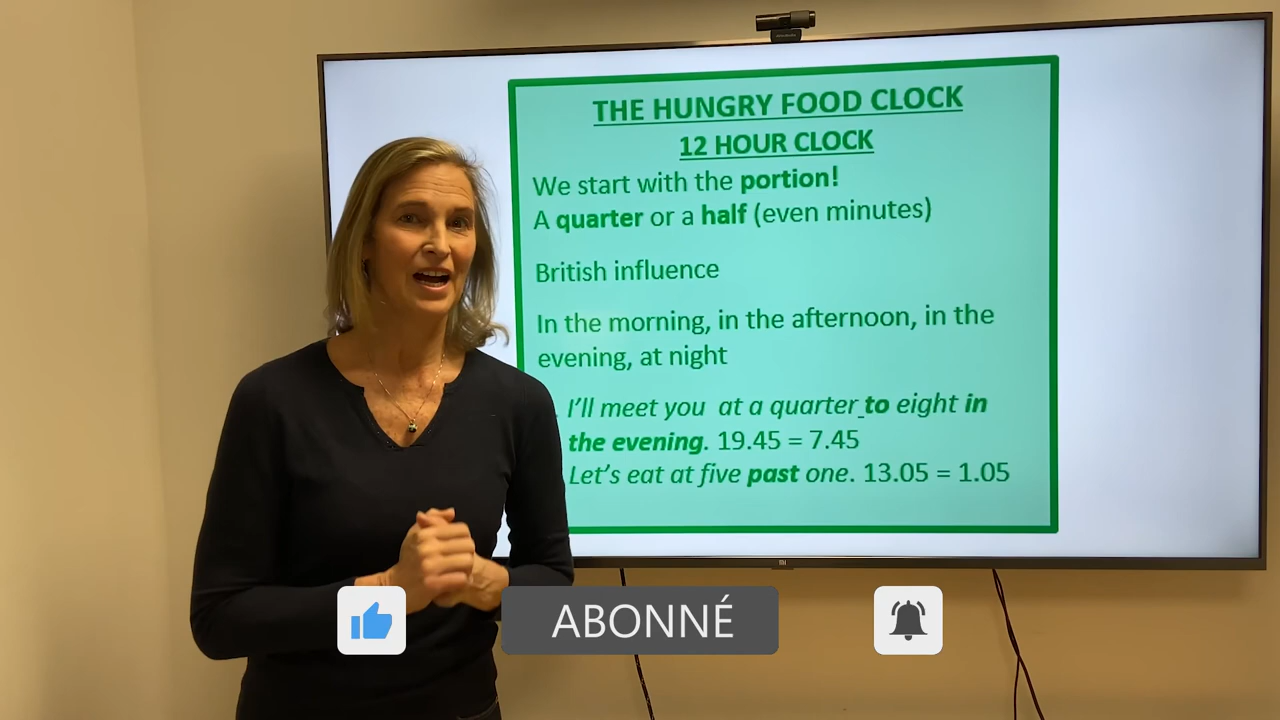 THE HUNGRY FOOD CLOCK
12 HOUR CLOCK
We start with the portion!
A quarter or a half (even minutes)
British influence
In the morning, in the afternoon, in the
evening, at night
I'll meet you at a quarter to eight in
the evening. 19.45 = 7.45
Let's eat at five past one. 13.05 = 1.05
ABONNÉ